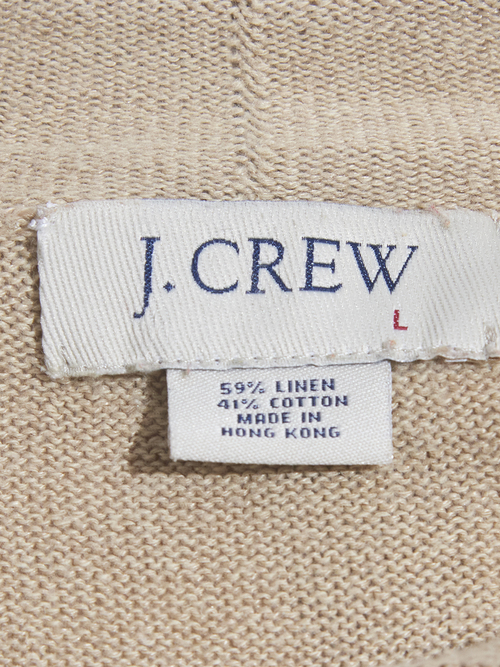 J. CREW
L
59% LINEN
41% COTTON
MADE IN
HONG KONG